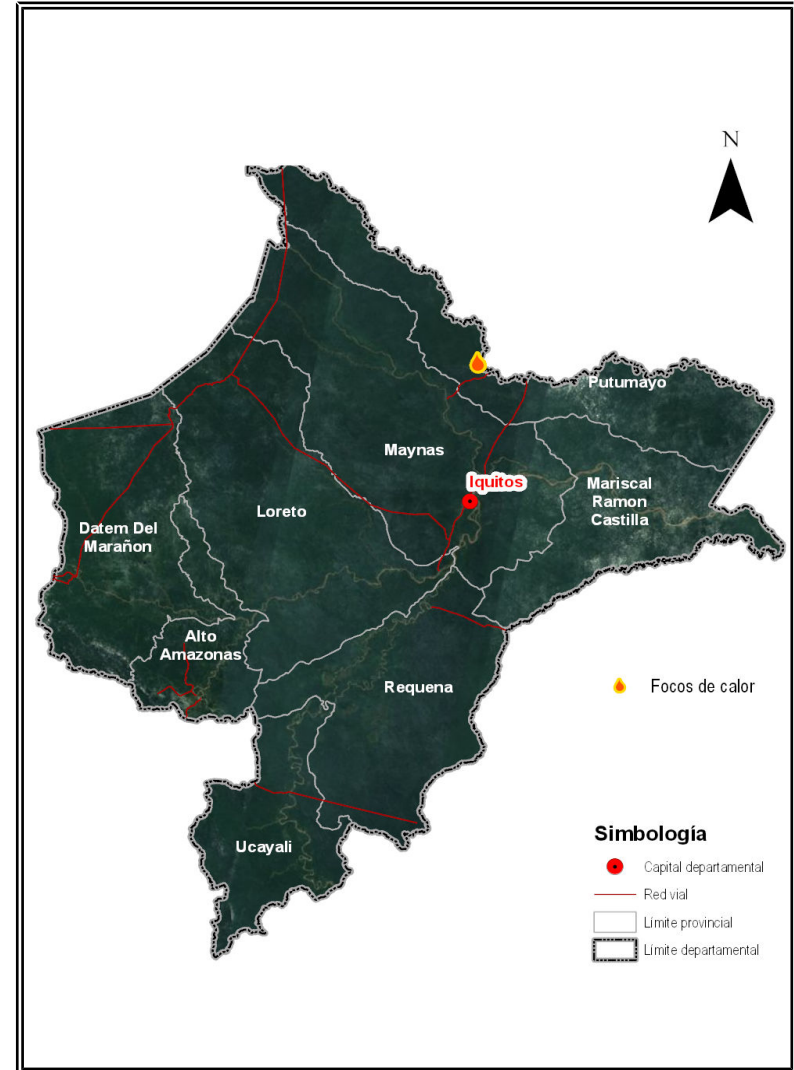 N
Putumayo
Maynas
Iquitos
Mariscal
Ramon
Castilla
Loreto
Datem Del
Marañon
Alto
Amazonas
Requena
Focos de calor
Ucayali
Simbología
Capital departamental
Red vial
Límite provincial
Límite departamental